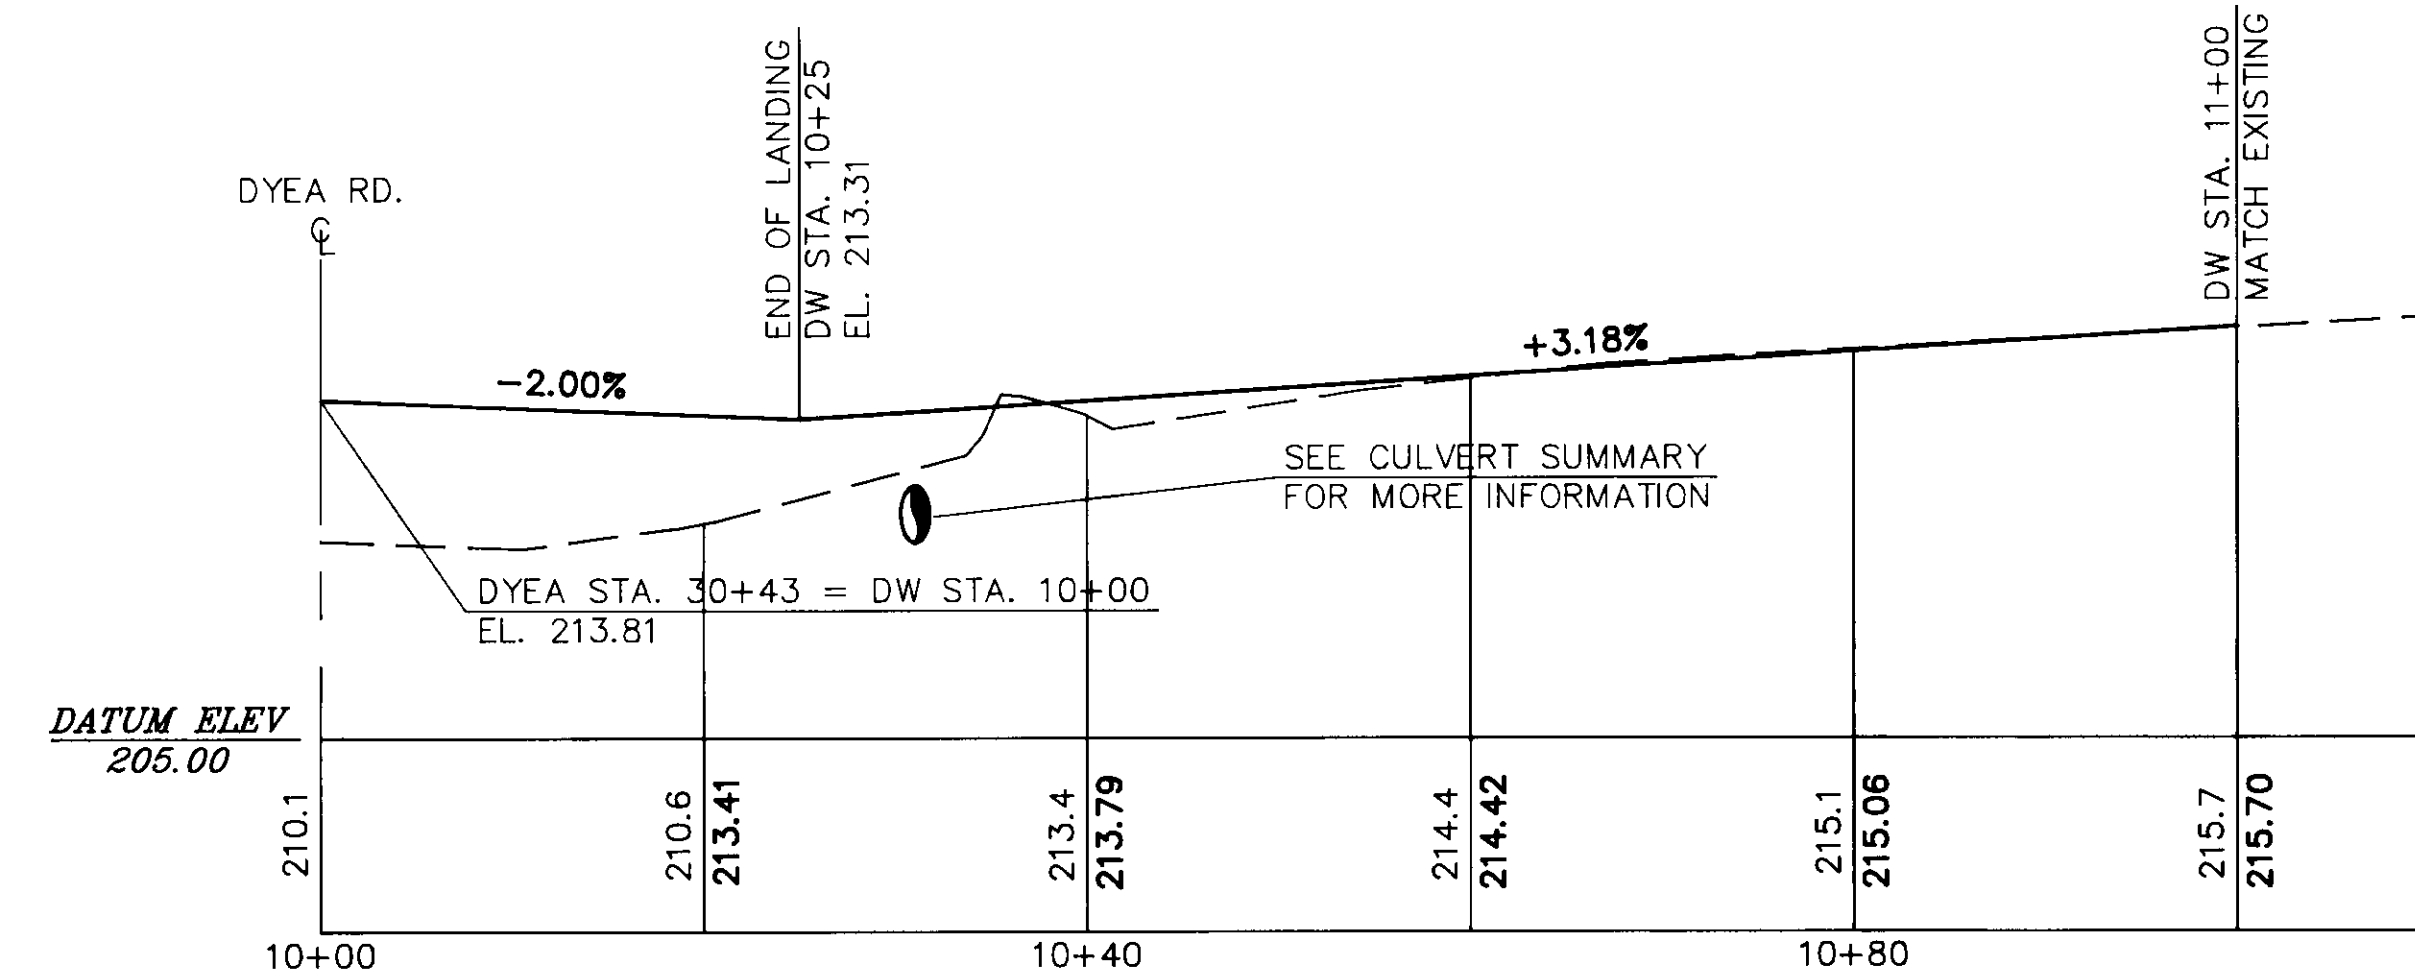 DYEA RD.
℄
END OF LANDING
DW STA. 10+25
EL. 213.31
DW STA. 11+00
MATCH EXISTING
-2.00%
+3.18%
SEE CULVERT SUMMARY
FOR MORE INFORMATION
DYEA STA. 30+43 = DW STA. 10+00
EL. 213.81
DATUM ELEV
205.00
210.1
210.6
213.41
213.4
213.79
214.4
214.42
215.1
215.06
215.7
215.70
10+00
10+40
10+80